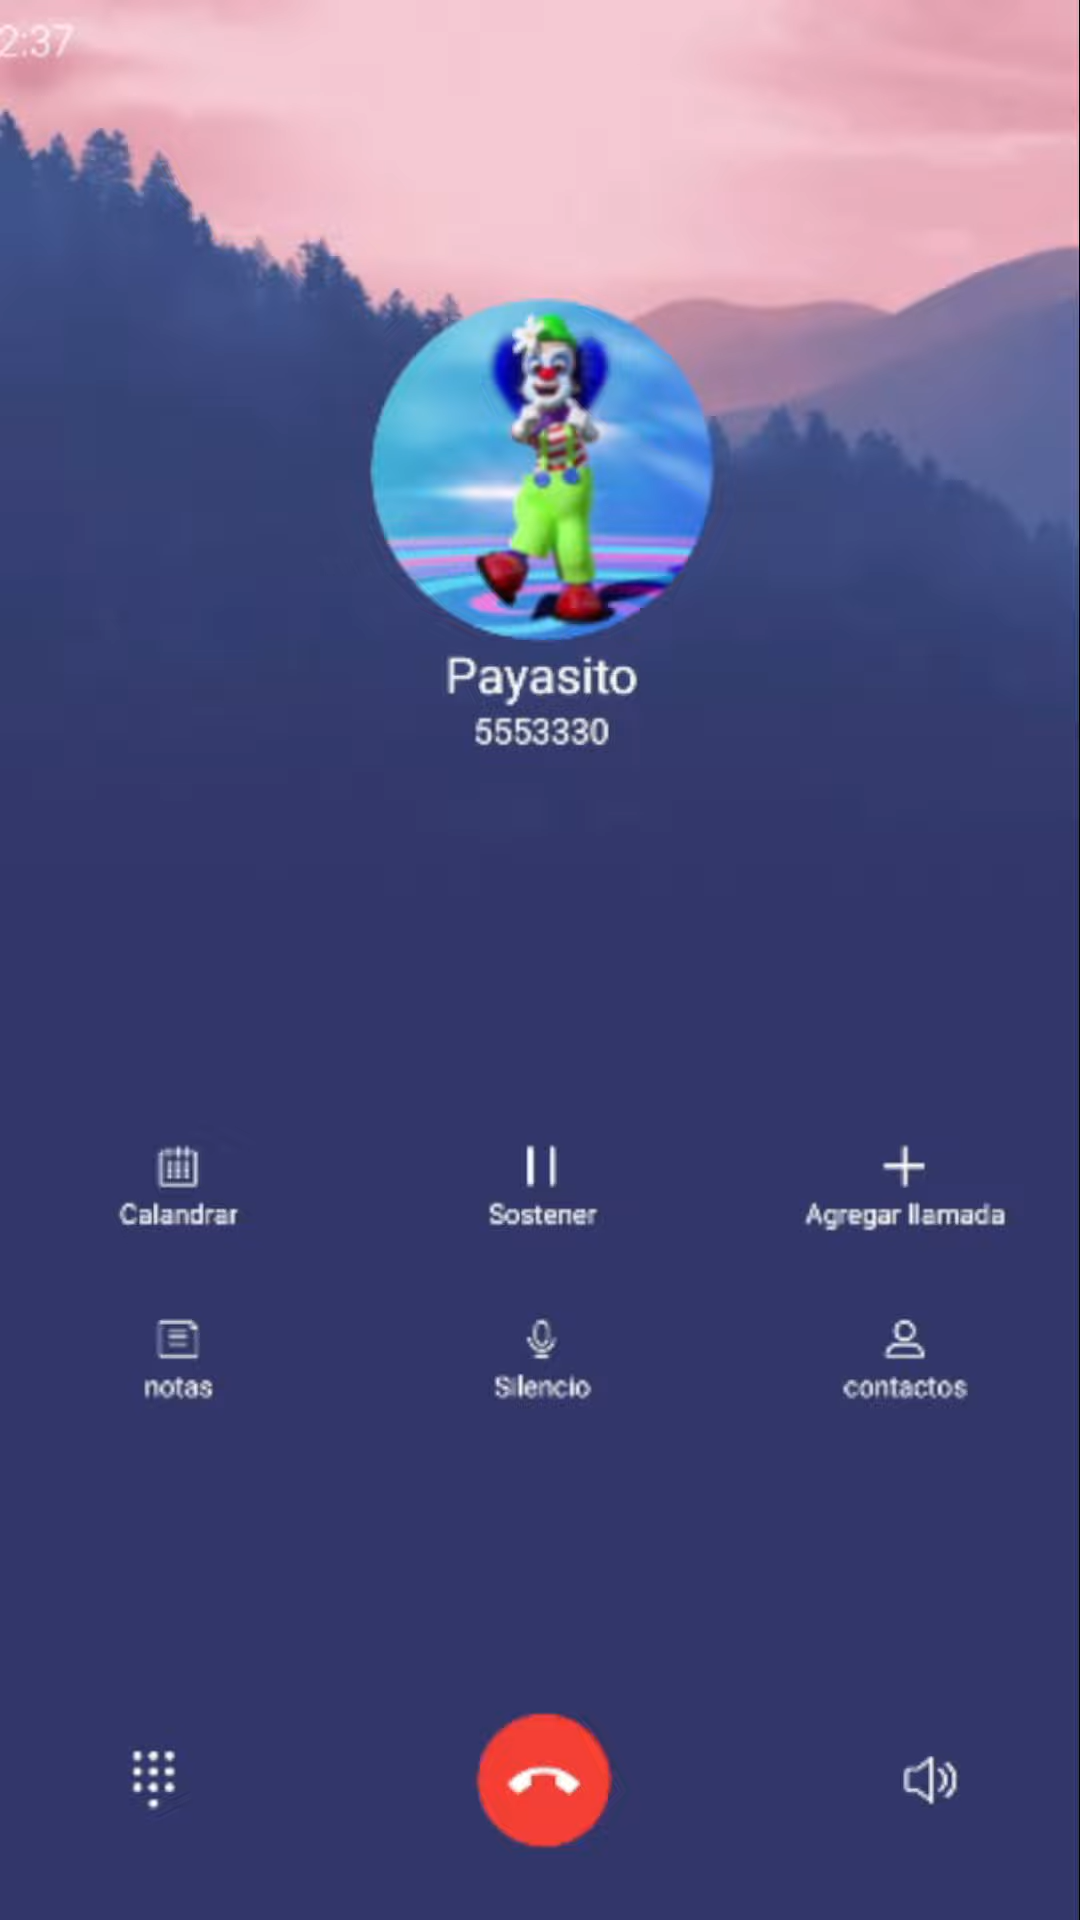 2:37
Payasito
5553330
Calandrar
Sostener
Agregar llamada
notas
Silencio
contactos